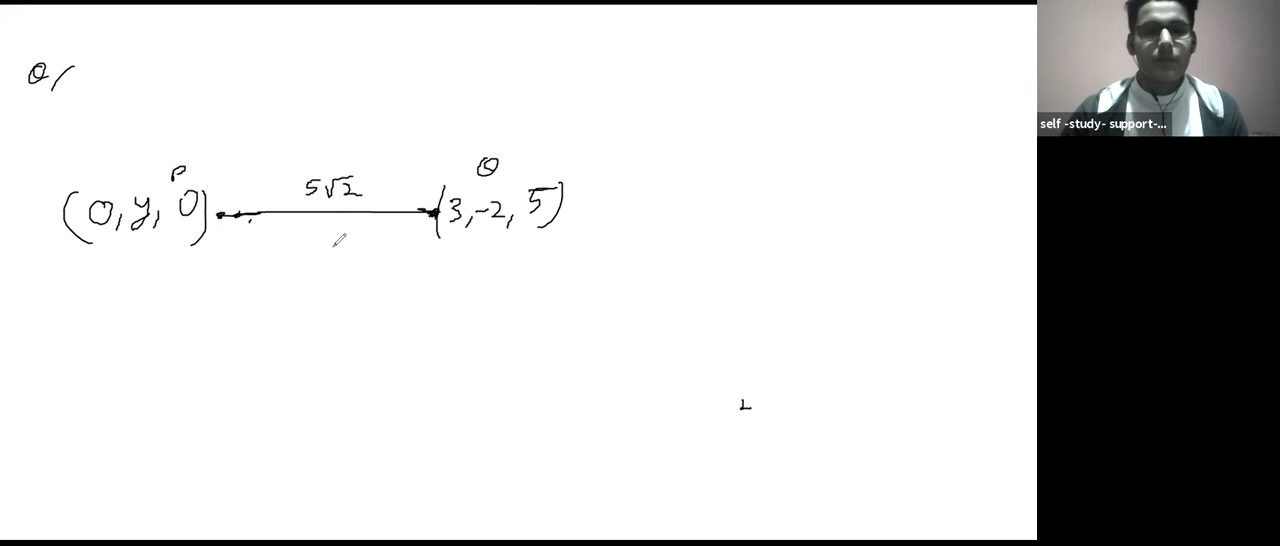 Q/
P Q
(0, y, 0) 5√2 (3, -2, 5)
self -study- support-...